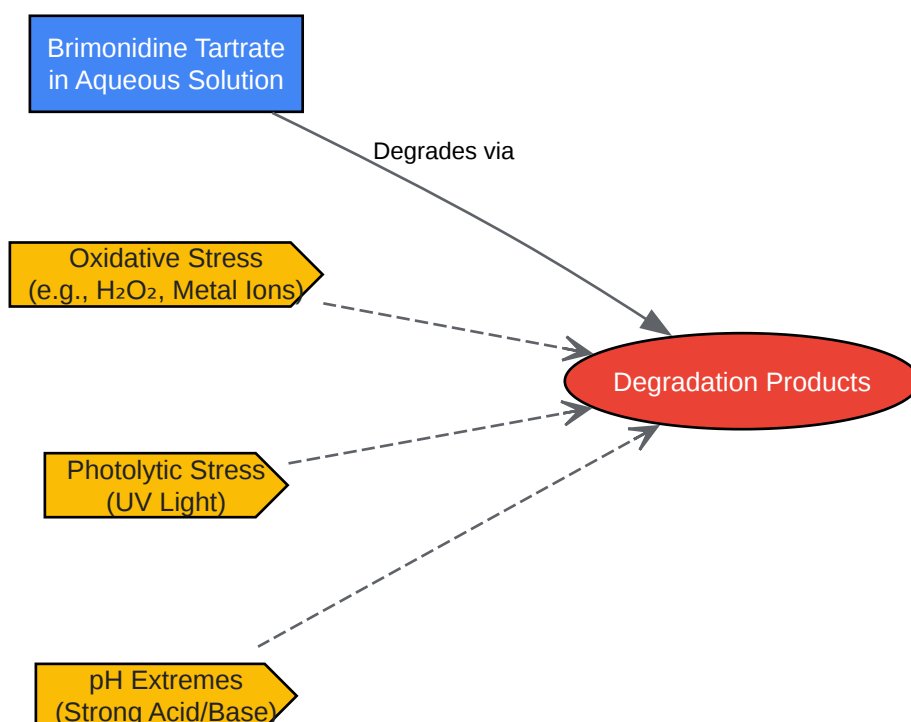 Brimonidine Tartrate
in Aqueous Solution
Degrades via
Oxidative Stress
(e.g., H₂O₂, Metal Ions)
Degradation Products
Photolytic Stress
(UV Light)
pH Extremes
(Strong Acid/Base)